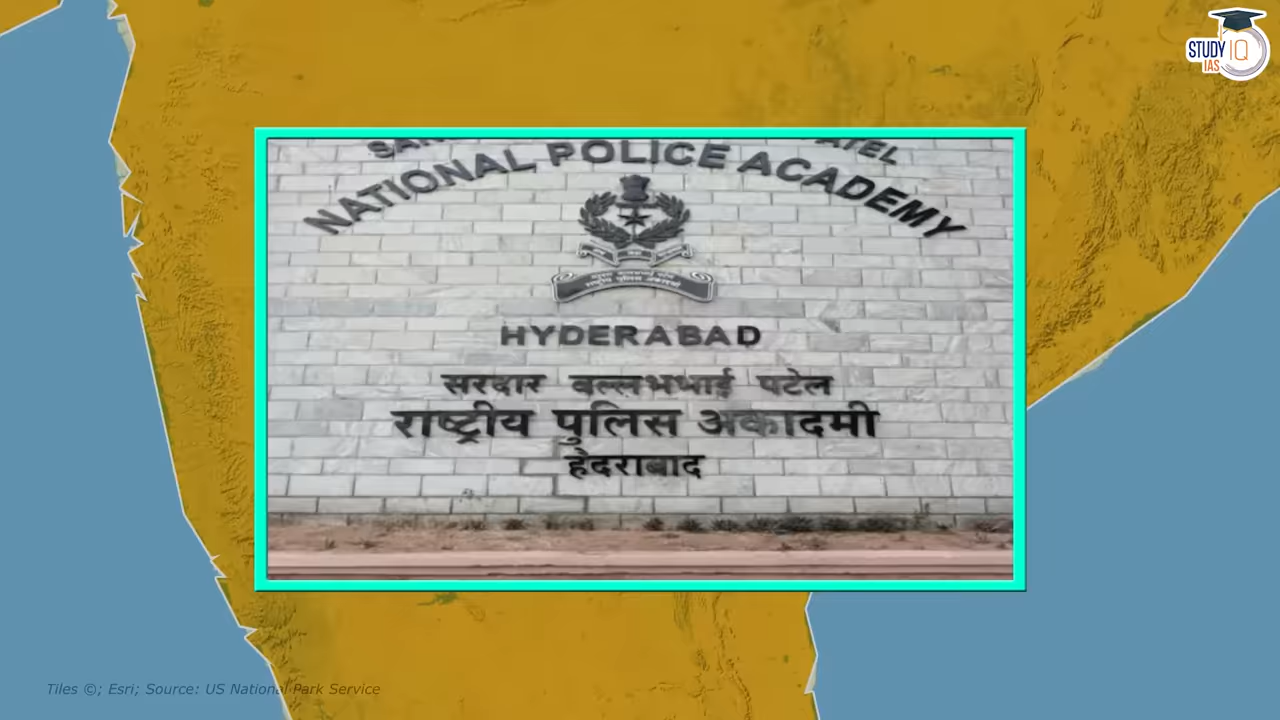 STUDY IQ
IAS
NATIONAL POLICE ACADEMY
HYDERABAD
सरदार वल्लभभाई पटेल
राष्ट्रीय पुलिस अकादमी
हैदराबाद
Tiles ©; Esri; Source: US National Park Service